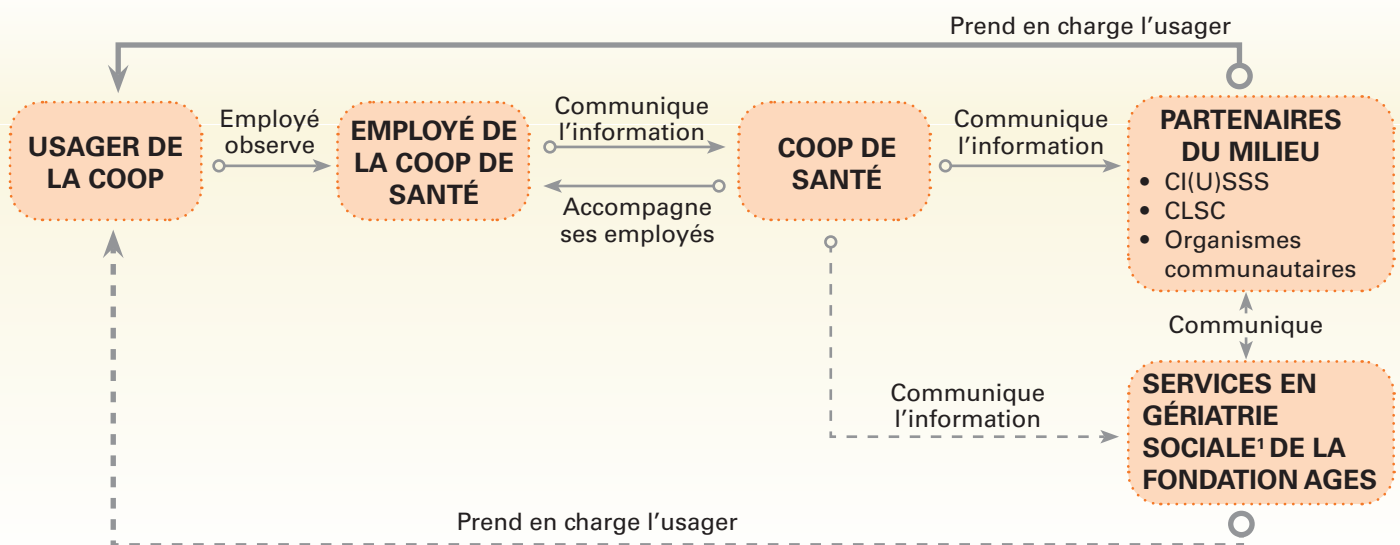 Prend en charge l'usager
USAGER DE
LA COOP
Employé
observe
EMPLOYÉ DE
LA COOP DE
SANTÉ
Communique
l'information
Accompagne
ses employés
COOP DE
SANTÉ
Communique
l'information
PARTENAIRES
DU MILIEU
• CI(U)SSS
• CLSC
• Organismes
communautaires
Communique
Communique
l'information
SERVICES EN
GÉRIATRIE
SOCIALE¹ DE LA
FONDATION AGES
Prend en charge l'usager